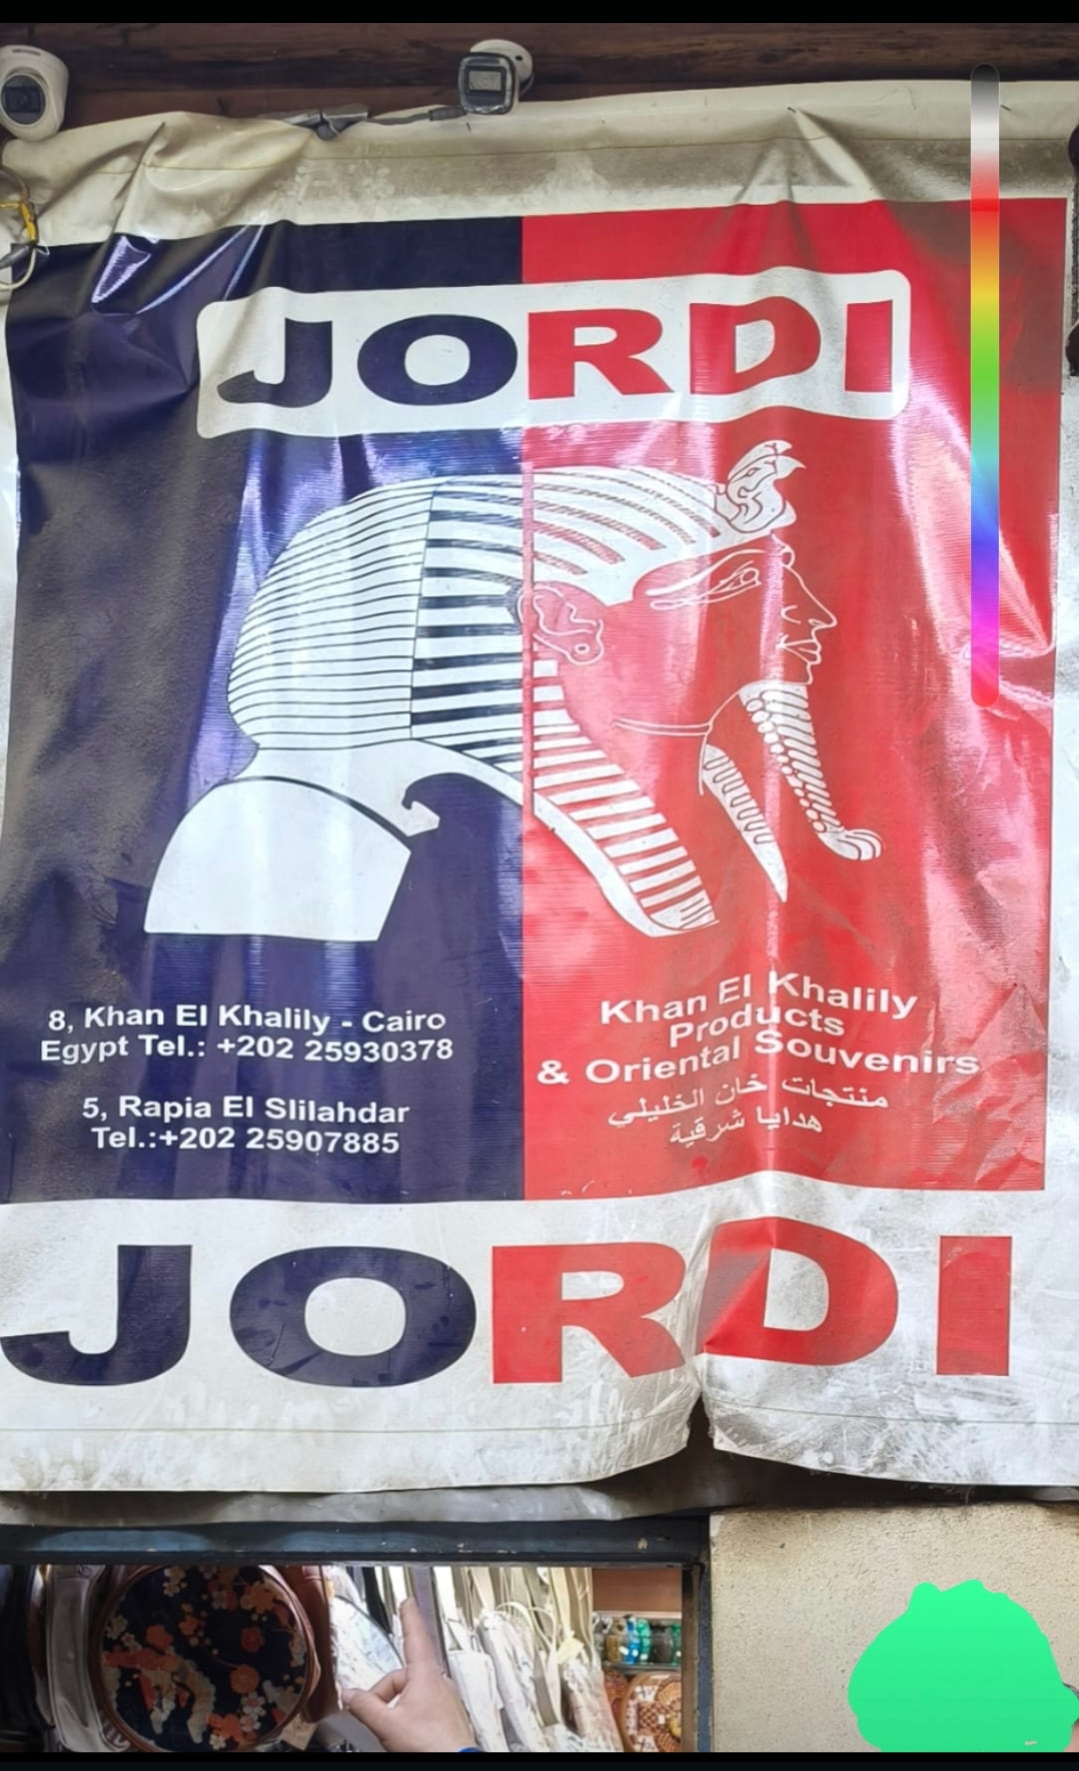 JORDI
8, Khan El Khalily - Cairo
Egypt Tel.: +202 25930378
5, Rapia El Slilahdar
Tel.:+202 25907885
Khan El Khalily
Products
& Oriental Souvenirs
منتجات خان الخليلي
هدايا شرقية
JORDI